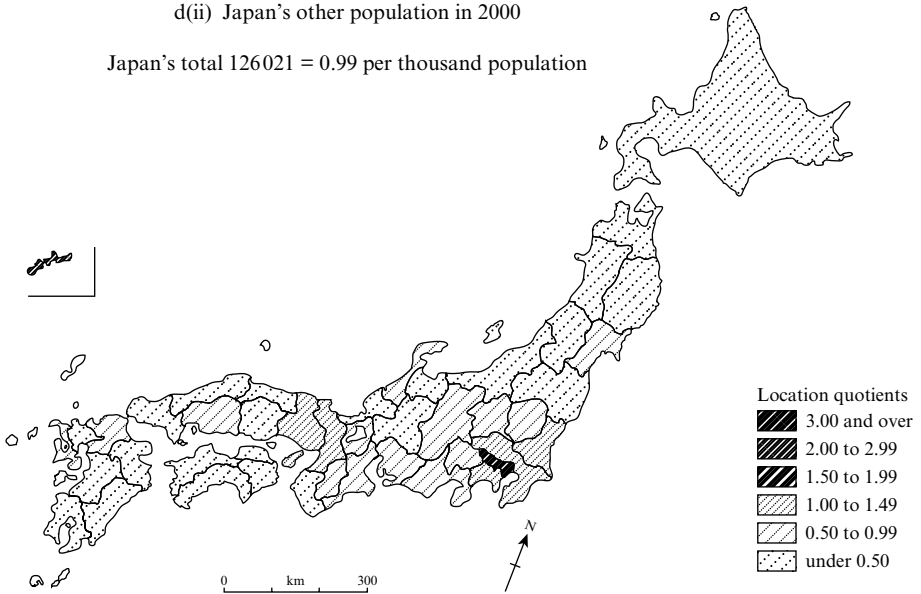 d(ii) Japan's other population in 2000
Japan's total 126 021 = 0.99 per thousand population
Location quotients
3.00 and over
2.00 to 2.99
1.50 to 1.99
1.00 to 1.49
0.50 to 0.99
under 0.50
N
0 km 300